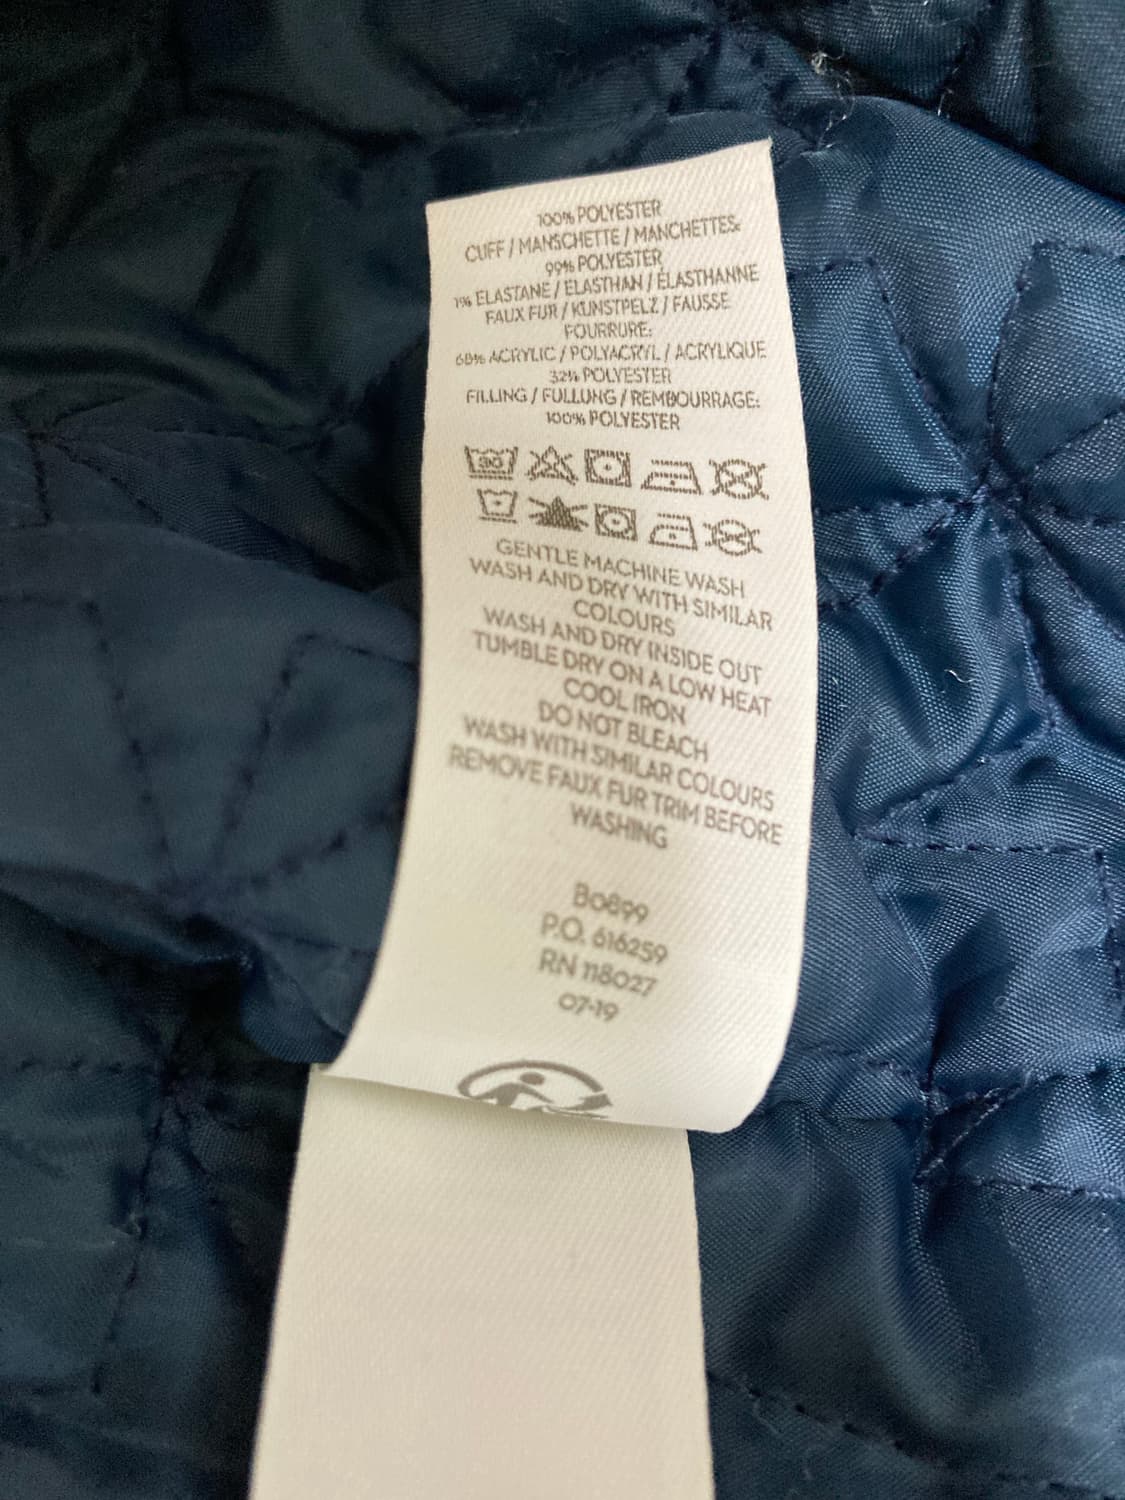 100% POLYESTER
CUFF / MANSCHETTE / MANCHETTES:
99% POLYESTER
1% ELASTANE / ELASTHAN / ÉLASTHANNE
FAUX FUR / KUNSTPELZ / FAUSSE
FOURRURE:
68% ACRYLIC / POLYACRYL / ACRYLIQUE
32% POLYESTER
FILLING / FÜLLUNG / REMBOURRAGE:
100% POLYESTER
30
GENTLE MACHINE WASH
WASH AND DRY WITH SIMILAR
COLOURS
WASH AND DRY INSIDE OUT
TUMBLE DRY ON A LOW HEAT
COOL IRON
DO NOT BLEACH
WASH WITH SIMILAR COLOURS
REMOVE FAUX FUR TRIM BEFORE
WASHING
B0899
P.O. 616259
RN 118027
07-19